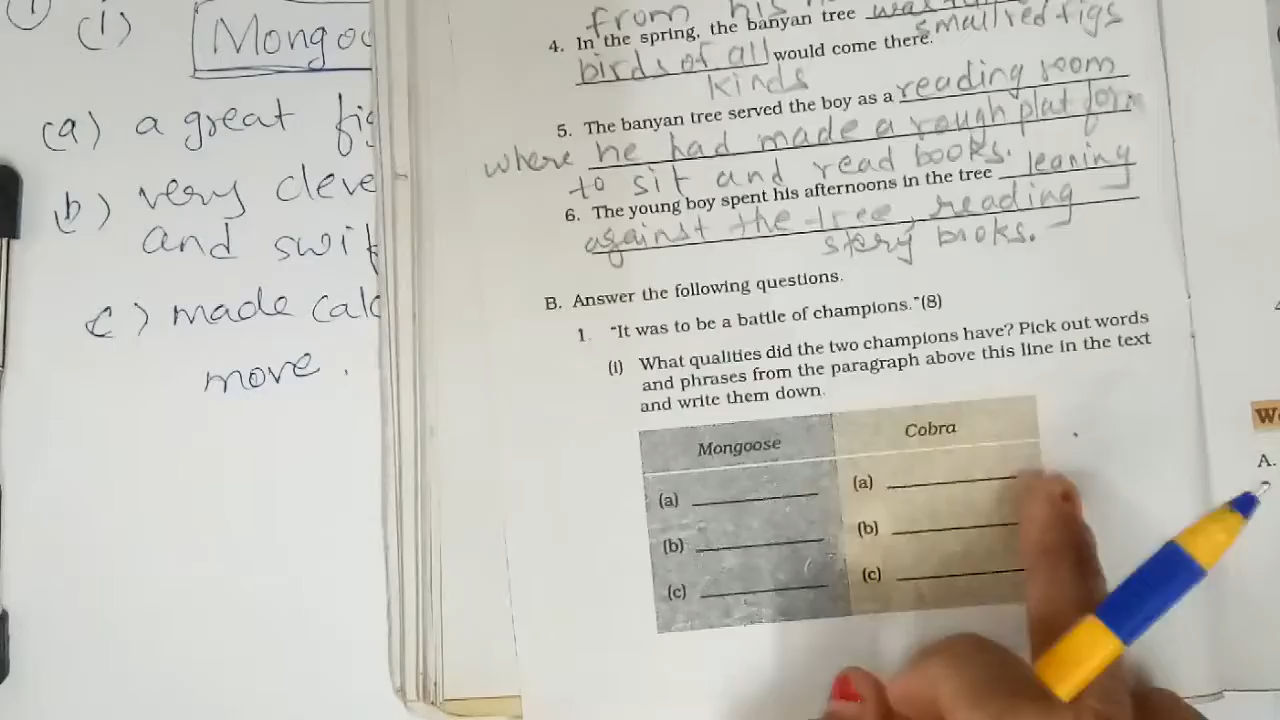 (i) Mongo
(a) a great fig
(b) very cleve
and swif
c) made calc
more.
from his
4. In the spring, the banyan tree was
small red figs
birds of all would come there.
kinds
5. The banyan tree served the boy as a reading room
where he had made a rough platform
to sit and read books.
6. The young boy spent his afternoons in the tree leaning
against the tree, reading
story books.
B. Answer the following questions.
1. "It was to be a battle of champions."(8)
(i) What qualities did the two champions have? Pick out words
and phrases from the paragraph above this line in the text
and write them down.
Mongoose Cobra
(a) (a)
(b) (b)
(c) (c)
W
A.